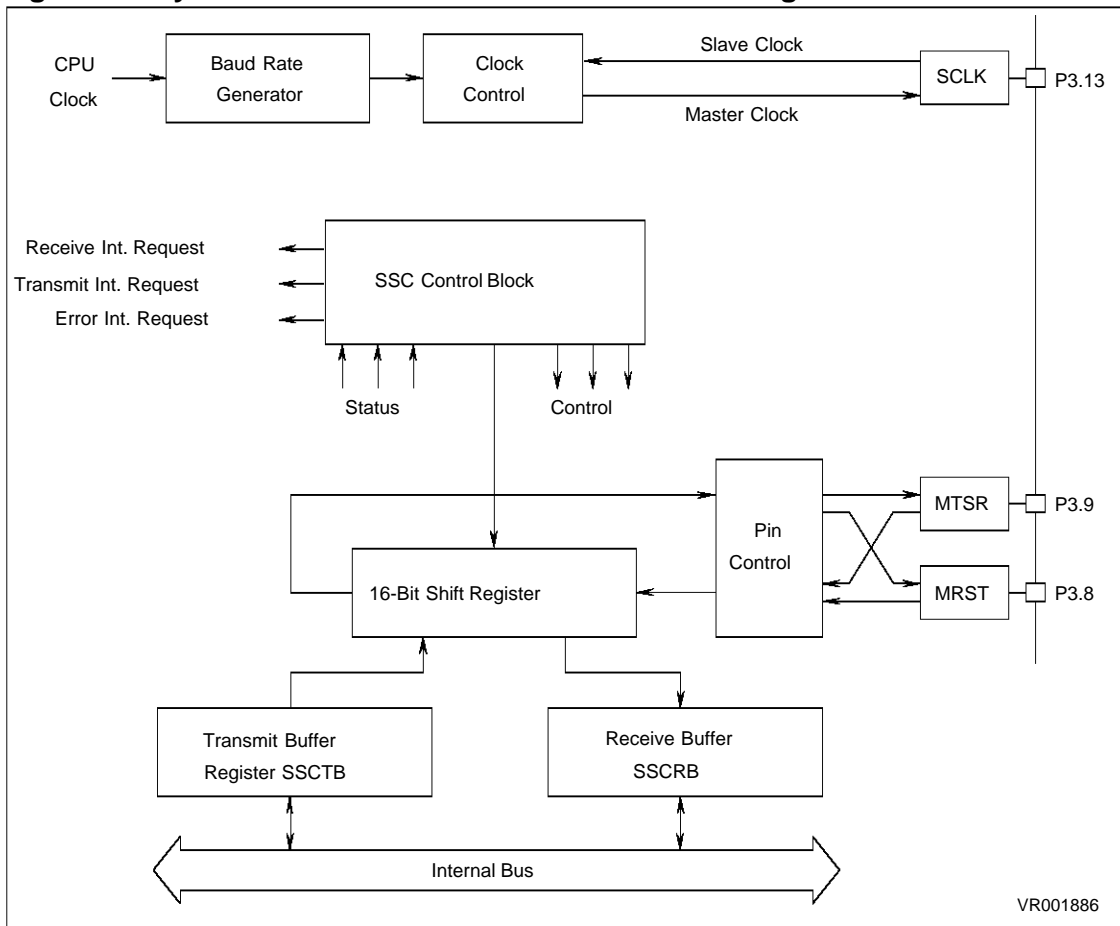 CPU
Clock
Baud Rate
Generator
Clock
Control
Slave Clock
Master Clock
SCLK
P3.13
Receive Int. Request
Transmit Int. Request
Error Int. Request
SSC Control Block
Status
Control
Pin
Control
MTSR
P3.9
MRST
P3.8
16-Bit Shift Register
Transmit Buffer
Register SSCTB
Receive Buffer
SSCRB
Internal Bus
VR001886